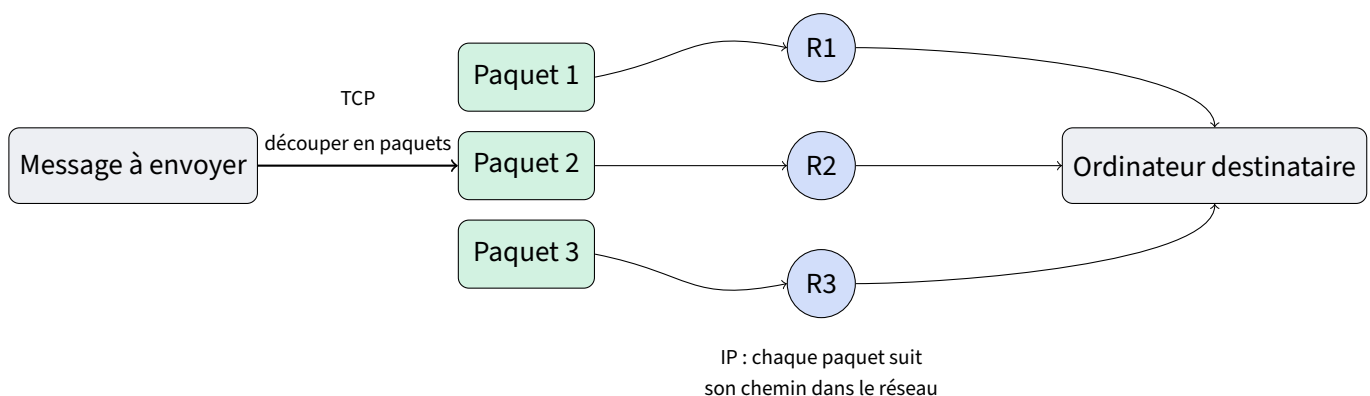 Message à envoyer
TCP
découper en paquets
Paquet 1
Paquet 2
Paquet 3
R1
R2
R3
IP : chaque paquet suit
son chemin dans le réseau
Ordinateur destinataire